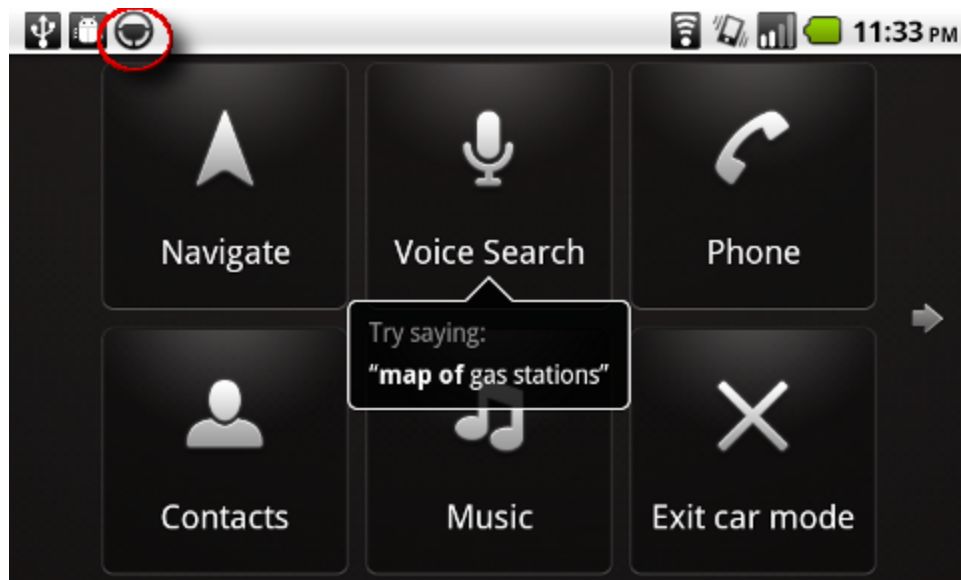 11:33 PM
Navigate
Voice Search
Phone
Try saying:
“map of gas stations”
Contacts
Music
Exit car mode